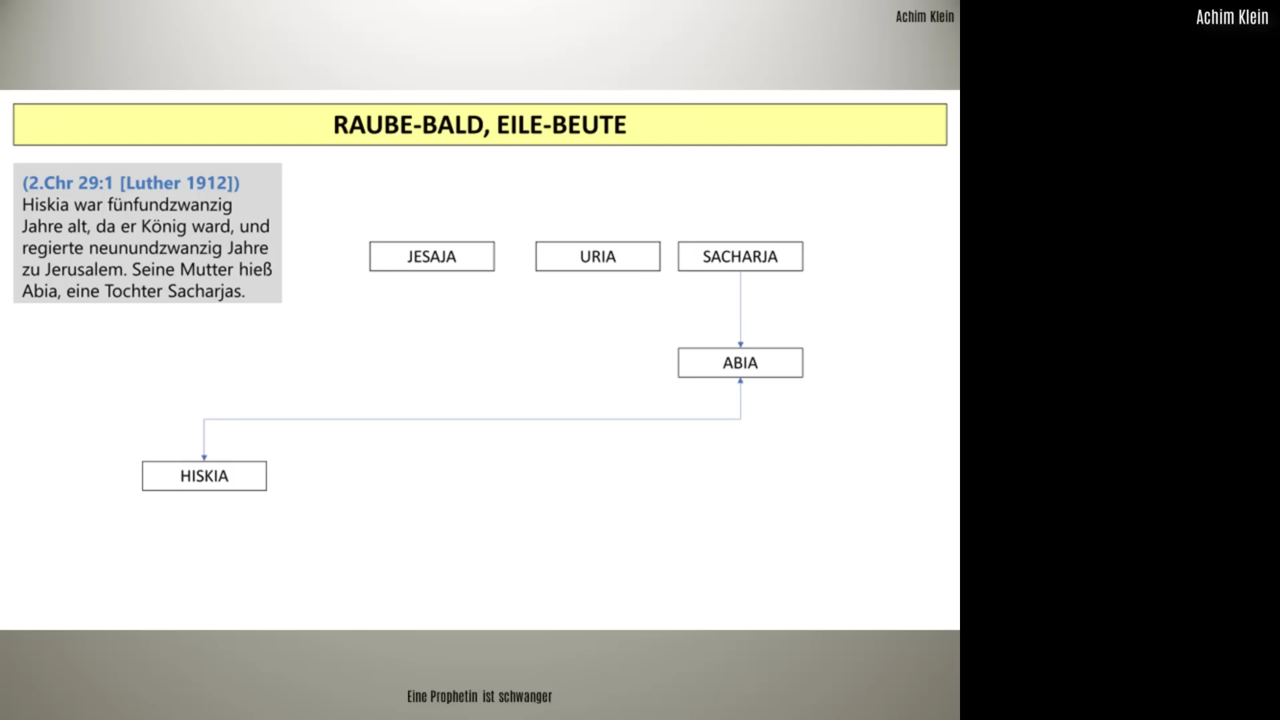 Achim Klein
Achim Klein
RAUBE-BALD, EILE-BEUTE
(2.Chr 29:1 [Luther 1912])
Hiskia war fünfundzwanzig
Jahre alt, da er König ward, und
regierte neunundzwanzig Jahre
zu Jerusalem. Seine Mutter hieß
Abia, eine Tochter Sacharjas.
JESAJA
URIA
SACHARJA
ABIA
HISKIA
Eine Prophetin ist schwanger